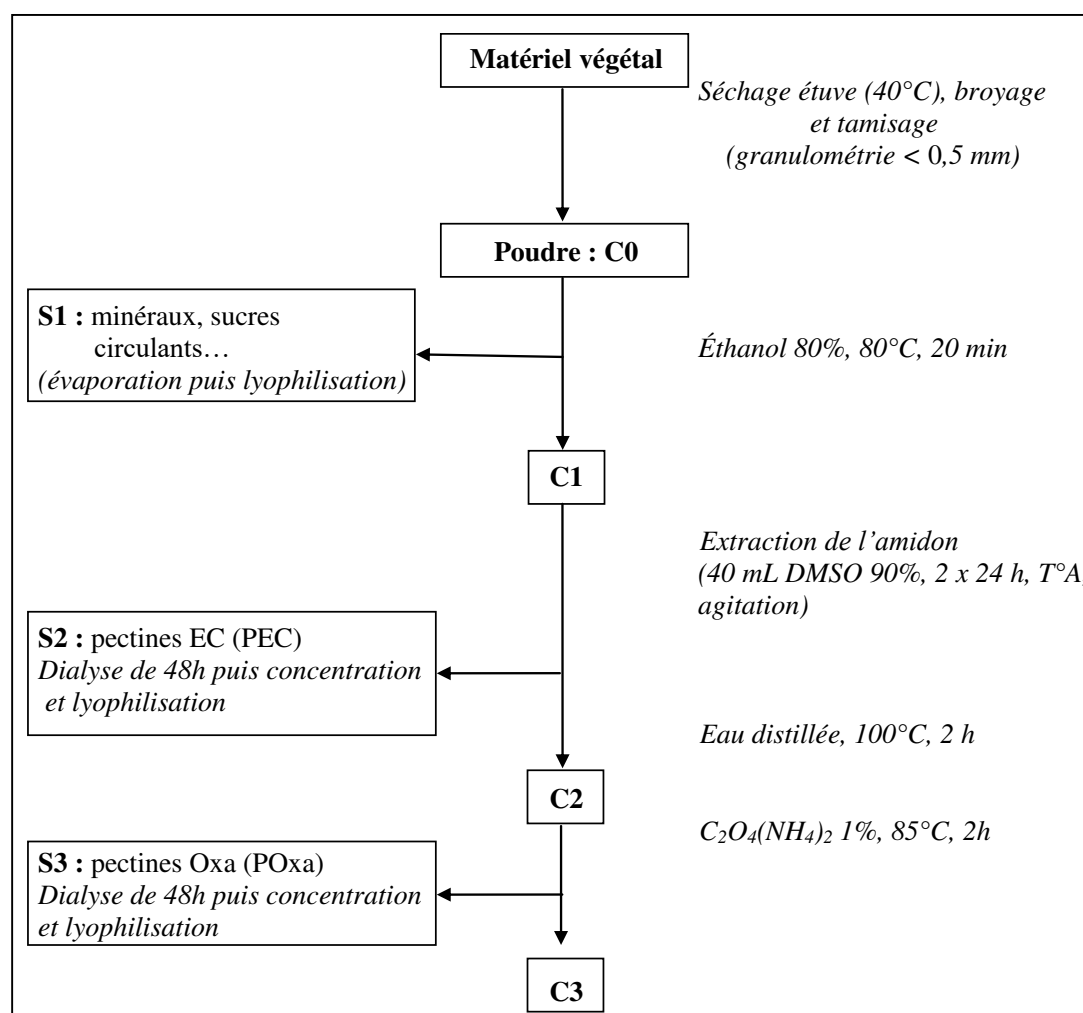 Matériel végétal
Séchage étuve (40°C), broyage
et tamisage
(granulométrie < 0,5 mm)
Poudre : C0
S1 : minéraux, sucres
circulants…
(évaporation puis lyophilisation)
Éthanol 80%, 80°C, 20 min
C1
Extraction de l’amidon
(40 mL DMSO 90%, 2 x 24 h, T°A,
agitation)
S2 : pectines EC (PEC)
Dialyse de 48h puis concentration
et lyophilisation
Eau distillée, 100°C, 2 h
C2
C₂O₄(NH₄)₂ 1%, 85°C, 2h
S3 : pectines Oxa (POxa)
Dialyse de 48h puis concentration
et lyophilisation
C3